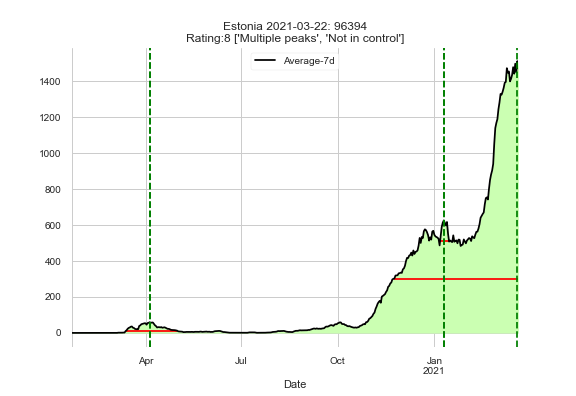 Estonia 2021-03-22: 96394
Rating:8 ['Multiple peaks', 'Not in control']
Average-7d
1400
1200
1000
800
600
400
200
0
Apr
Jul
Oct
Jan
2021
Date